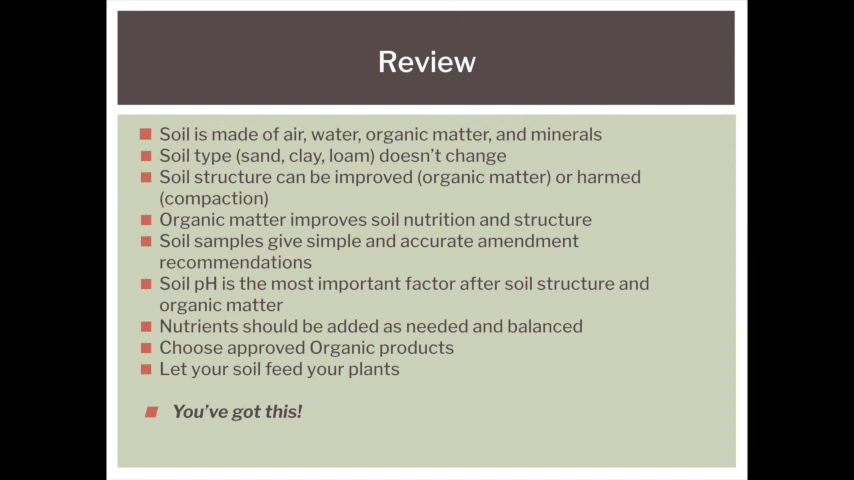 Review
Soil is made of air, water, organic matter, and minerals
Soil type (sand, clay, loam) doesn't change
Soil structure can be improved (organic matter) or harmed
(compaction)
Organic matter improves soil nutrition and structure
Soil samples give simple and accurate amendment
recommendations
Soil pH is the most important factor after soil structure and
organic matter
Nutrients should be added as needed and balanced
Choose approved Organic products
Let your soil feed your plants
You've got this!